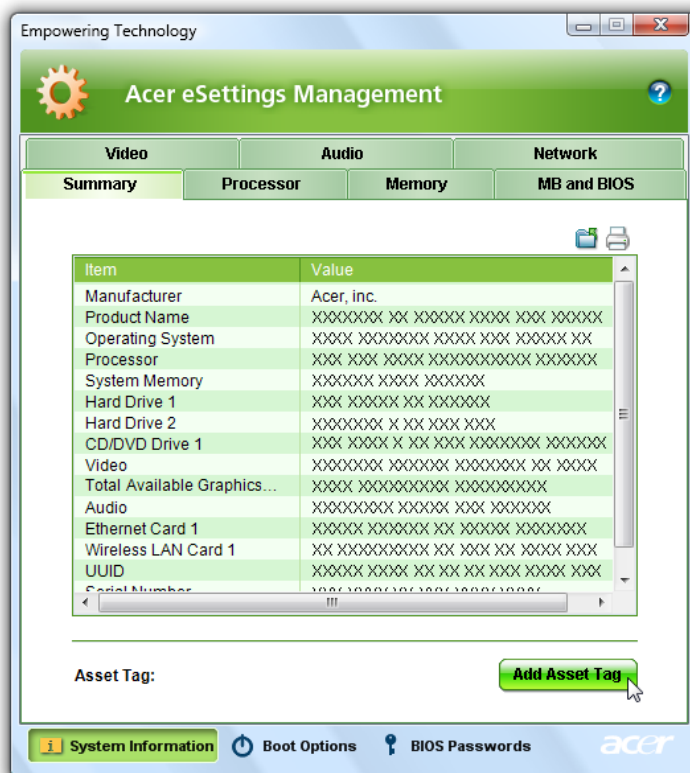 Empowering Technology
Acer eSettings Management
Video Audio Network
Summary Processor Memory MB and BIOS
Item Value
Manufacturer Acer, inc.
Product Name XXXXXXX XX XXXXX XXXX XXX XXXXX
Operating System XXXX XXXXXXX XXXX XXX XXXXX XX
Processor XXX XXX XXXX XXXXXXXXXX XXXXXX
System Memory XXXXXX XXXX XXXXXX
Hard Drive 1 XXX XXXXX XX XXXXXX
Hard Drive 2 XXXXXXX X XX XXX XXX
CD/DVD Drive 1 XXX XXXX X XX XXX XXXXXXX XXXXXX
Video XXXXXXX XXXXXXX XXXXXXX XX XXXX
Total Available Graphics... XXXX XXXXXXXXX XXXXXXXXX
Audio XXXXXXXX XXXXX XXX XXXXXX
Ethernet Card 1 XXXXX XXXXXX XX XXXXX XXXXXXX
Wireless LAN Card 1 XX XXXXXXXXX XX XXX XX XXXX XXX
UUID XXXXX XXXX XX XX XX XXX XXXX XXX
Serial Number
Asset Tag: Add Asset Tag
System Information Boot Options BIOS Passwords acer